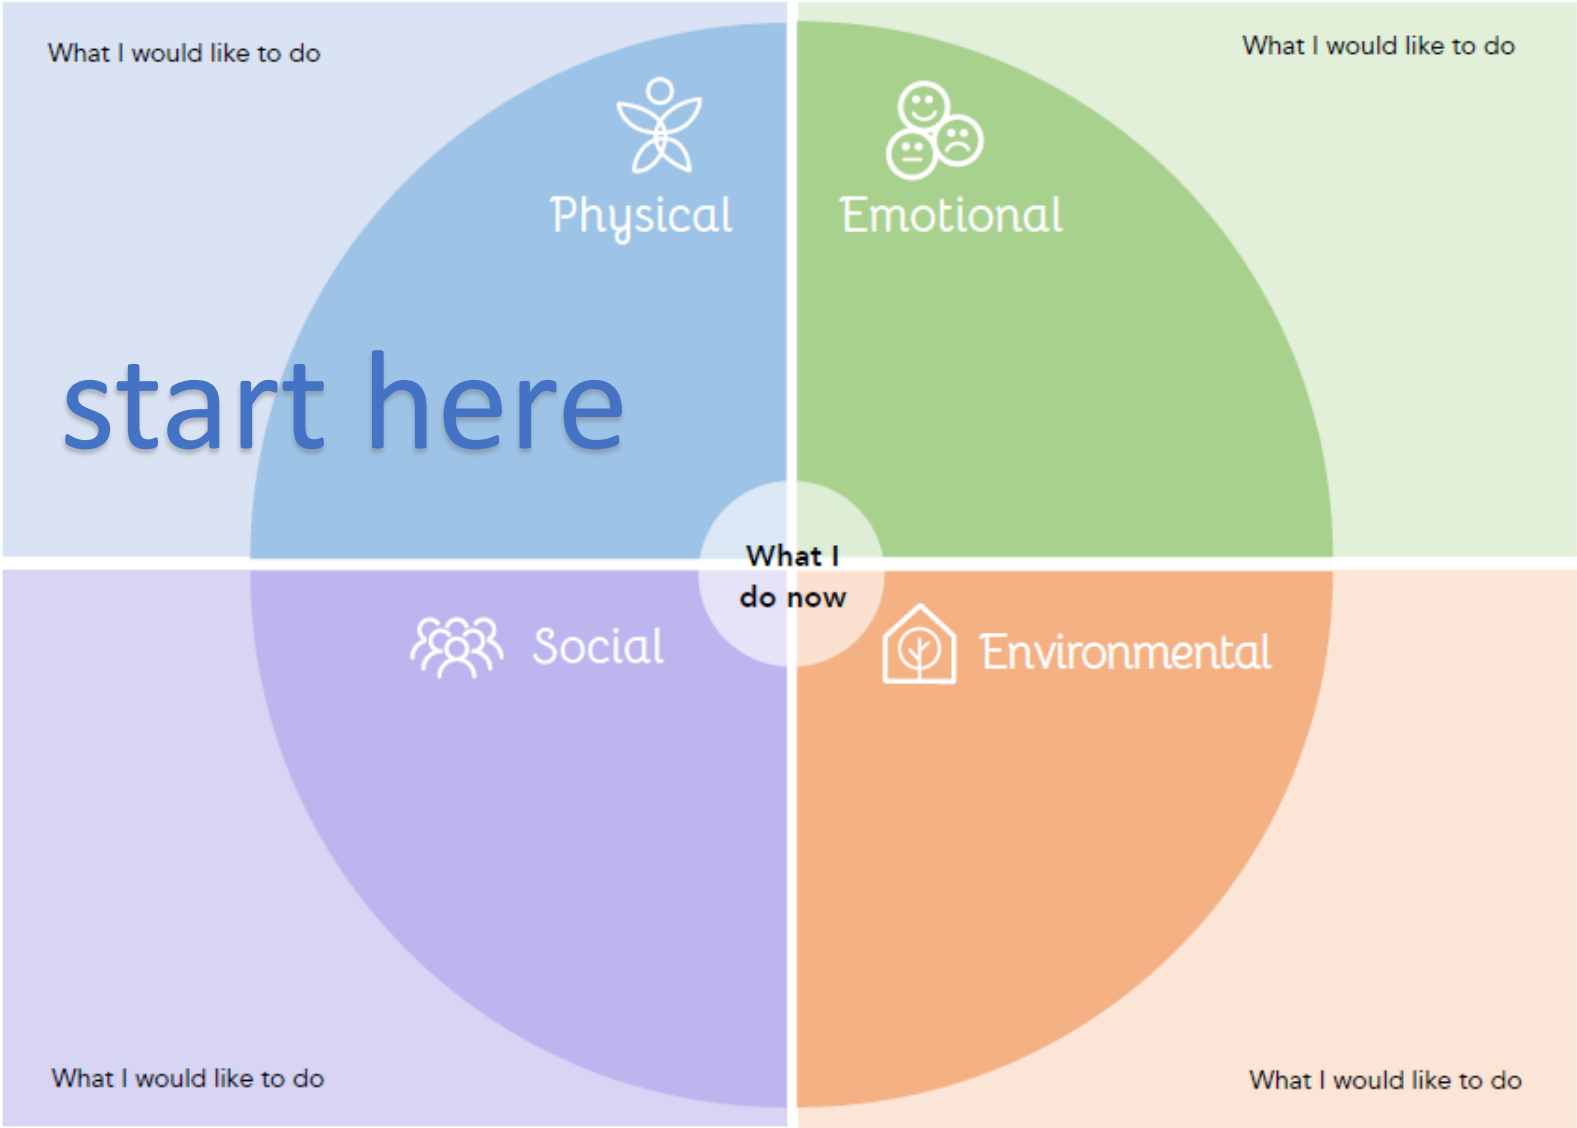 What I would like to do
What I would like to do
Physical
Emotional
start here
What I
do now
Social
Environmental
What I would like to do
What I would like to do